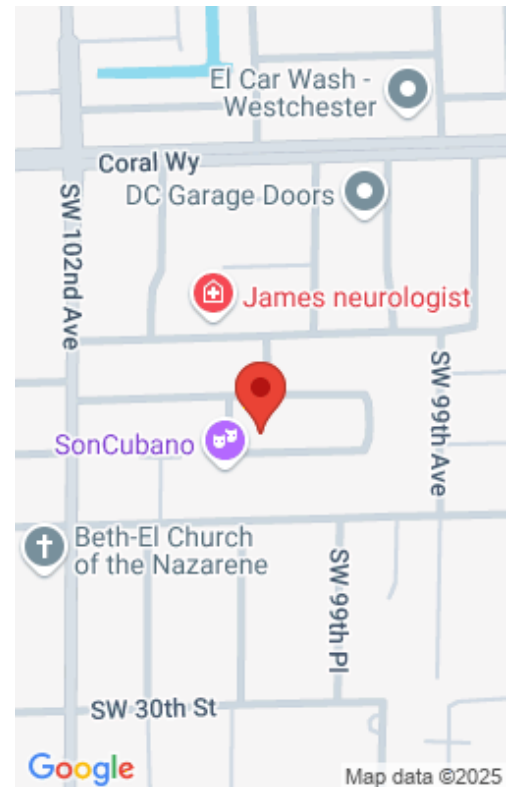 El Car Wash -
Westchester
Coral Wy
DC Garage Doors
SW 102nd Ave
James neurologist
SW 99th Ave
SonCubano
Beth-El Church
of the Nazarene
SW 99th Pl
SW 30th St
Google
Map data ©2025